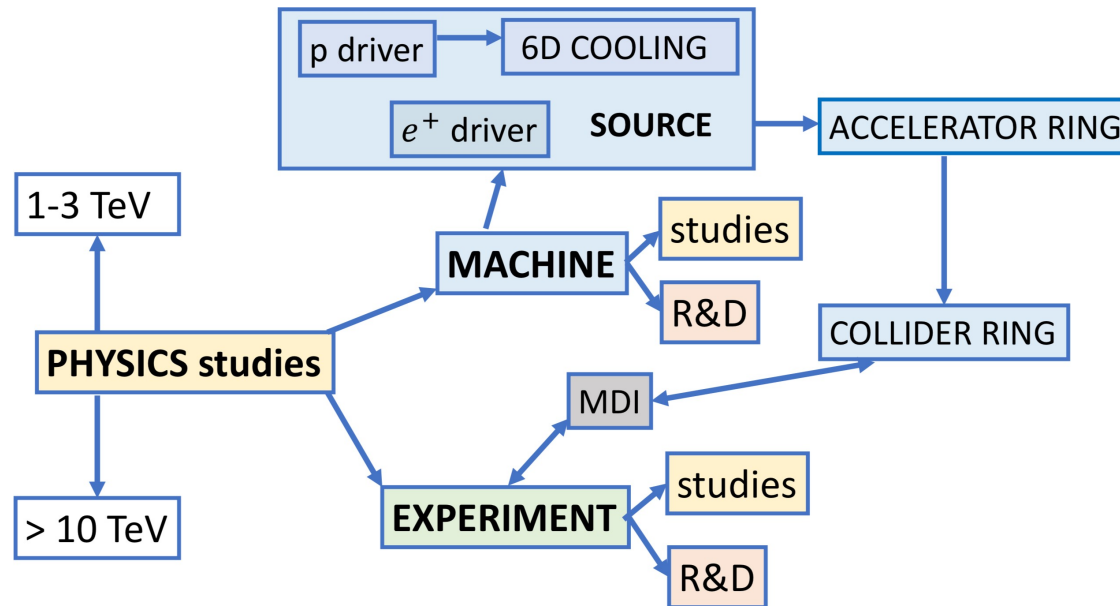 p driver
6D COOLING
e⁺ driver
SOURCE
ACCELERATOR RING
1-3 TeV
studies
MACHINE
R&D
COLLIDER RING
PHYSICS studies
MDI
studies
> 10 TeV
EXPERIMENT
R&D